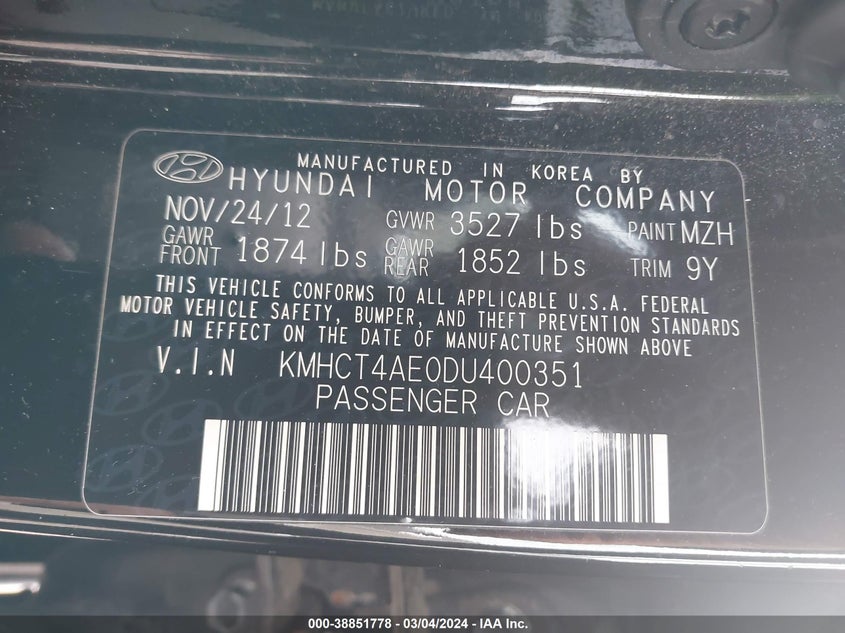 MANUFACTURED IN KOREA BY
HYUNDAI MOTOR COMPANY
NOV/24/12 GVWR 3527 lbs PAINT MZH
GAWR FRONT 1874 lbs GAWR REAR 1852 lbs TRIM 9Y
THIS VEHICLE CONFORMS TO ALL APPLICABLE U.S.A. FEDERAL
MOTOR VEHICLE SAFETY, BUMPER, AND THEFT PREVENTION STANDARDS
IN EFFECT ON THE DATE OF MANUFACTURE SHOWN ABOVE
V.I.N KMHCT4AE0DU400351
PASSENGER CAR
000-38851778 - 03/04/2024 - IAA Inc.